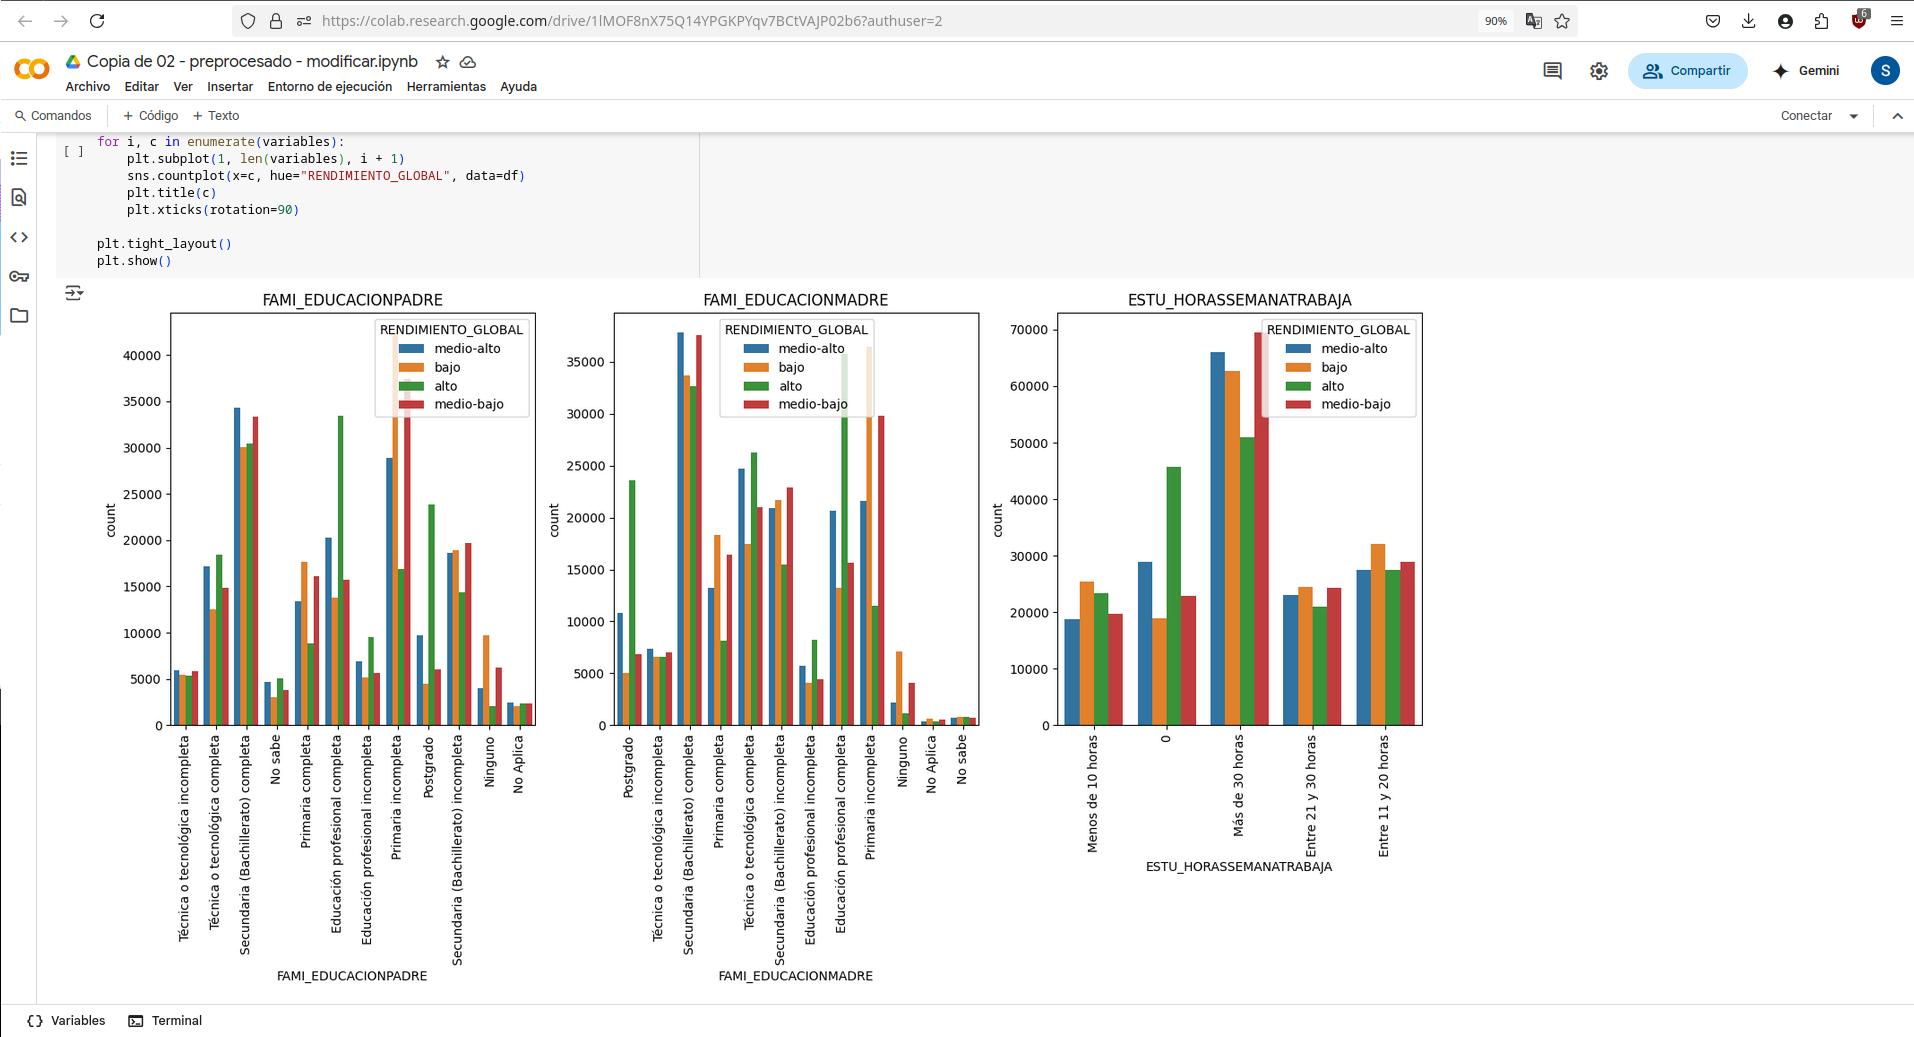 https://colab.research.google.com/drive/1lMOF8nX75Q14YPGKPYqv7BCtVAJP02b6?authuser=2
90%
6
Copia de 02 - preprocesado - modificar.ipynb
Archivo Editar Ver Insertar Entorno de ejecución Herramientas Ayuda
Compartir
Gemini
S
Comandos + Código + Texto
Conectar
[ ]
for i, c in enumerate(variables):
    plt.subplot(1, len(variables), i + 1)
    sns.countplot(x=c, hue="RENDIMIENTO_GLOBAL", data=df)
    plt.title(c)
    plt.xticks(rotation=90)
plt.tight_layout()
plt.show()
FAMI_EDUCACIONPADRE
RENDIMIENTO_GLOBAL
medio-alto
bajo
alto
medio-bajo
40000
35000
30000
25000
20000
15000
10000
5000
0
count
Técnica o tecnológica incompleta
Técnica o tecnológica completa
Secundaria (Bachillerato) completa
No sabe
Primaria completa
Educación profesional completa
Educación profesional incompleta
Primaria incompleta
Postgrado
Secundaria (Bachillerato) incompleta
Ninguno
No Aplica
FAMI_EDUCACIONPADRE
FAMI_EDUCACIONMADRE
RENDIMIENTO_GLOBAL
medio-alto
bajo
alto
medio-bajo
35000
30000
25000
20000
15000
10000
5000
0
count
Postgrado
Técnica o tecnológica incompleta
Secundaria (Bachillerato) completa
Primaria completa
Técnica o tecnológica completa
Secundaria (Bachillerato) incompleta
Educación profesional incompleta
Educación profesional completa
Primaria incompleta
Ninguno
No Aplica
No sabe
FAMI_EDUCACIONMADRE
ESTU_HORASSEMANATRABAJA
RENDIMIENTO_GLOBAL
medio-alto
bajo
alto
medio-bajo
70000
60000
50000
40000
30000
20000
10000
0
count
Menos de 10 horas
0
Más de 30 horas
Entre 21 y 30 horas
Entre 11 y 20 horas
ESTU_HORASSEMANATRABAJA
Variables
Terminal